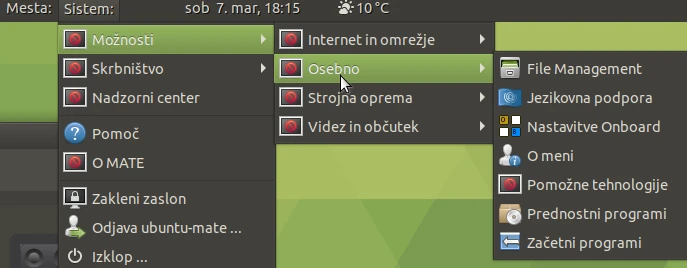 Mesta: Sistem: sob 7. mar, 18:15 10 °C
Možnosti
Skrbništvo
Nadzorni center
Pomoč
O MATE
Zakleni zaslon
Odjava ubuntu-mate ...
Izklop ...
Internet in omrežje
Osebno
Strojna oprema
Videz in občutek
File Management
Jezikovna podpora
Nastavitve Onboard
O meni
Pomožne tehnologije
Prednostni programi
Začetni programi